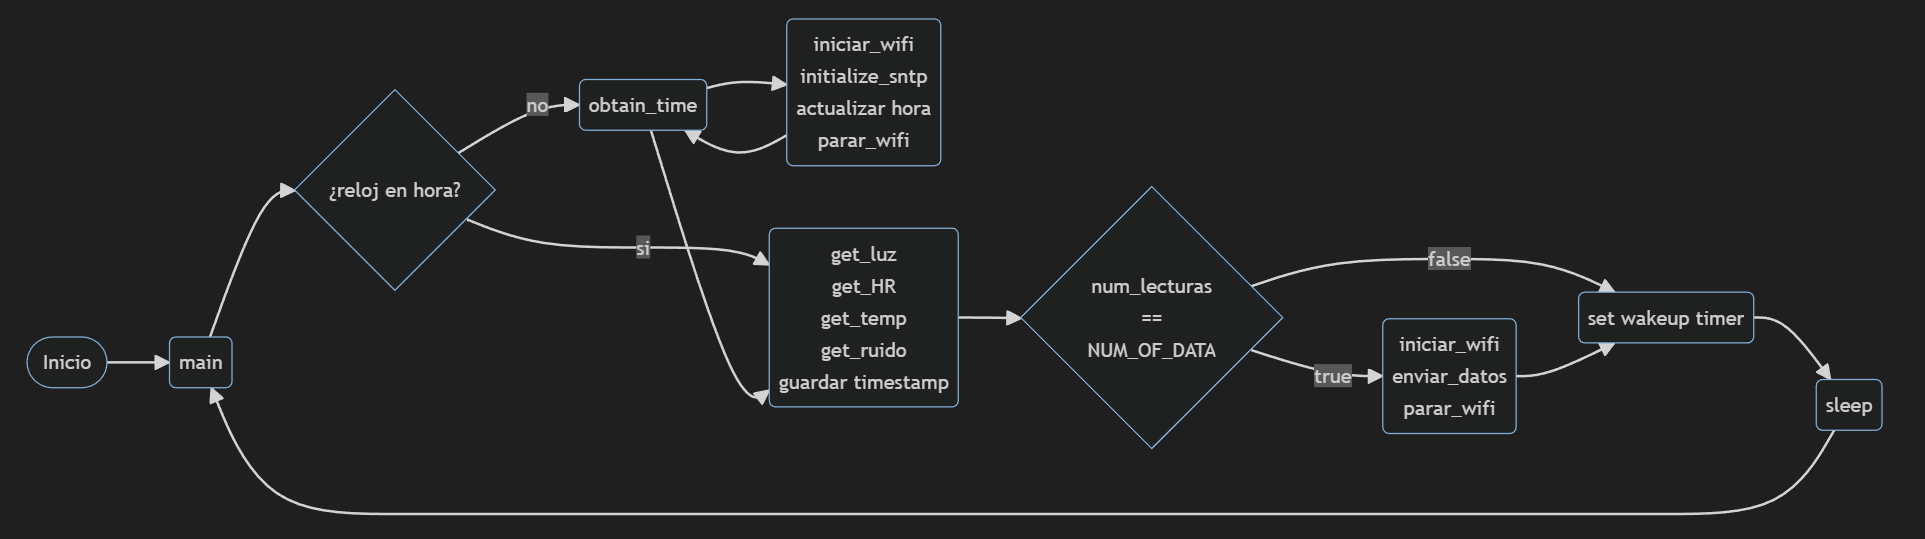 Inicio
main
¿reloj en hora?
no
si
obtain_time
iniciar_wifi
initialize_sntp
actualizar hora
parar_wifi
get_luz
get_HR
get_temp
get_ruido
guardar timestamp
num_lecturas
==
NUM_OF_DATA
false
true
iniciar_wifi
enviar_datos
parar_wifi
set wakeup timer
sleep